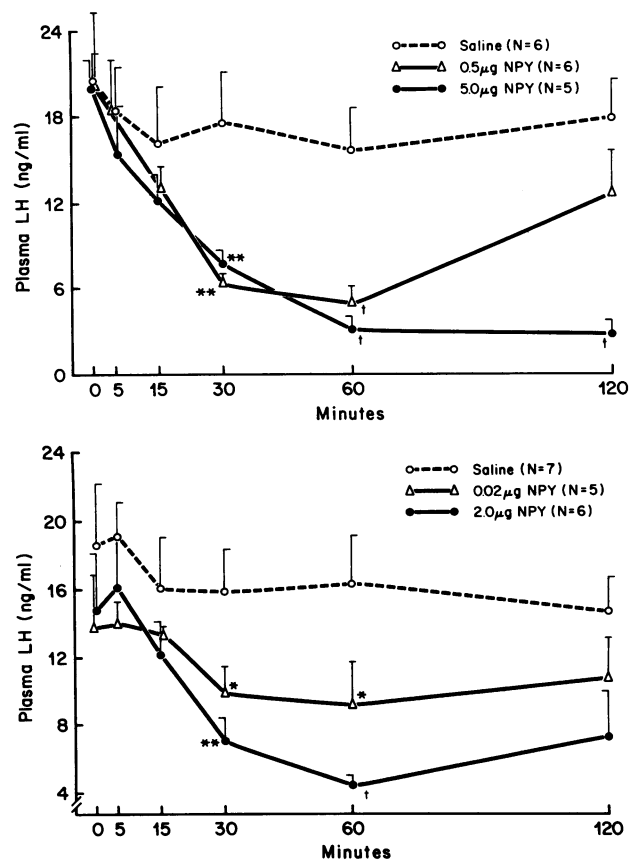 24
18
12
6
0
Plasma LH (ng/ml)
Saline (N=6)
0.5μg NPY (N=6)
5.0μg NPY (N=5)
**
**
†
†
†
0 5 15 30 60 120
Minutes
24
20
16
12
8
4
Plasma LH (ng/ml)
Saline (N=7)
0.02μg NPY (N=5)
2.0μg NPY (N=6)
*
*
**
†
0 5 15 30 60 120
Minutes